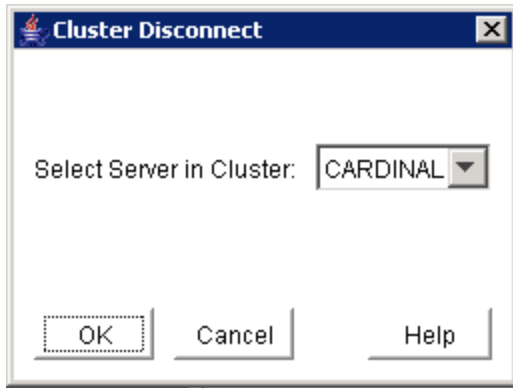 Cluster Disconnect
Select Server in Cluster: CARDINAL
OK Cancel Help